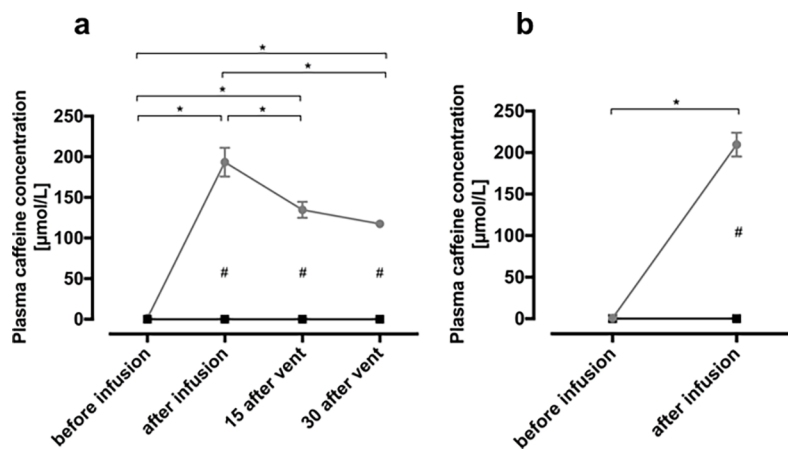 a
*
*
*
* *
Plasma caffeine concentration
[µmol/L]
250
200
150
100
50
0
# # #
before infusion
after infusion
15 after vent
30 after vent
b
*
Plasma caffeine concentration
[µmol/L]
250
200
150
100
50
0
#
before infusion
after infusion